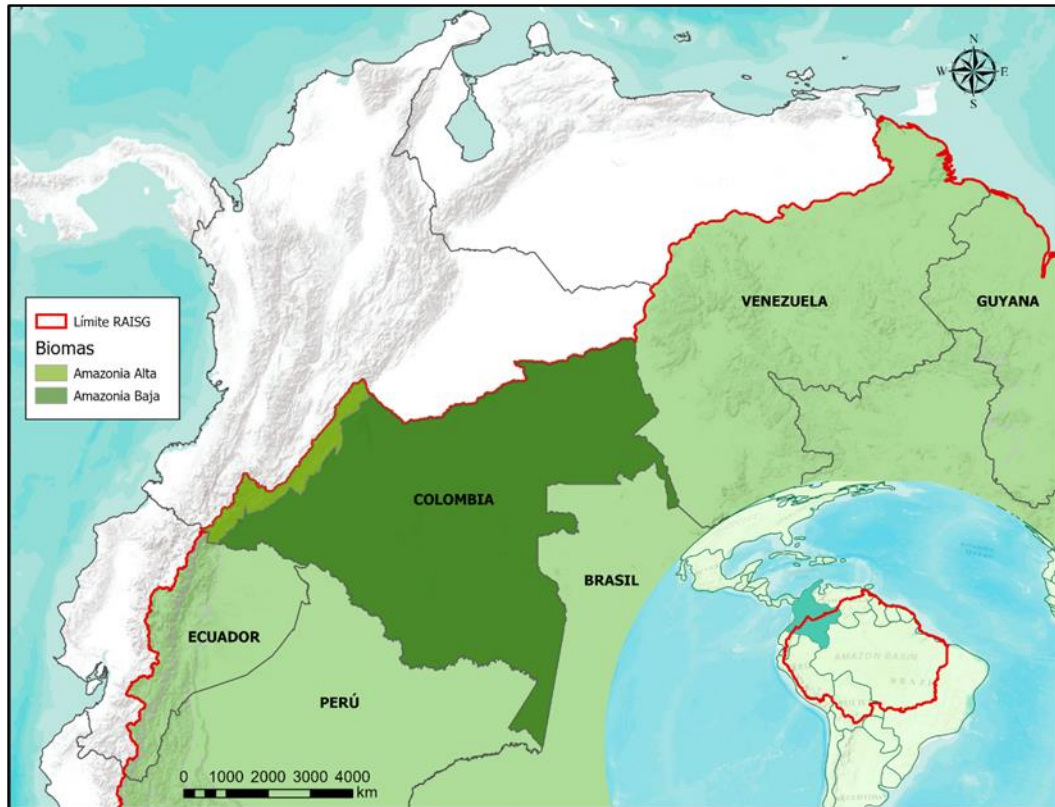 N
W E
S
VENEZUELA
GUYANA
Límite RAISG
Biomas
Amazonia Alta
Amazonia Baja
COLOMBIA
BRASIL
ECUADOR
PERÚ
AMAZON BASIN
0 1000 2000 3000 4000
km